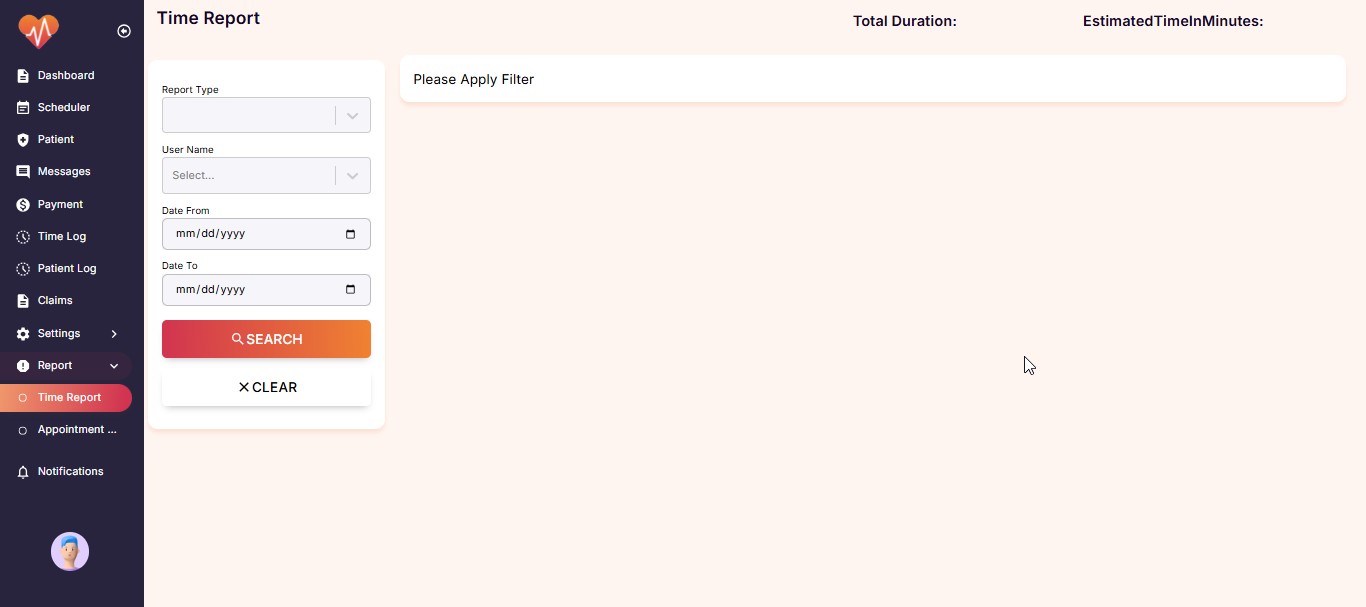 Time Report
Total Duration:
EstimatedTimeInMinutes:
Dashboard
Scheduler
Patient
Messages
Payment
Time Log
Patient Log
Claims
Settings
Report
Time Report
Appointment ...
Notifications
Report Type
User Name
Select...
Date From
mm/dd/yyyy
Date To
mm/dd/yyyy
SEARCH
CLEAR
Please Apply Filter